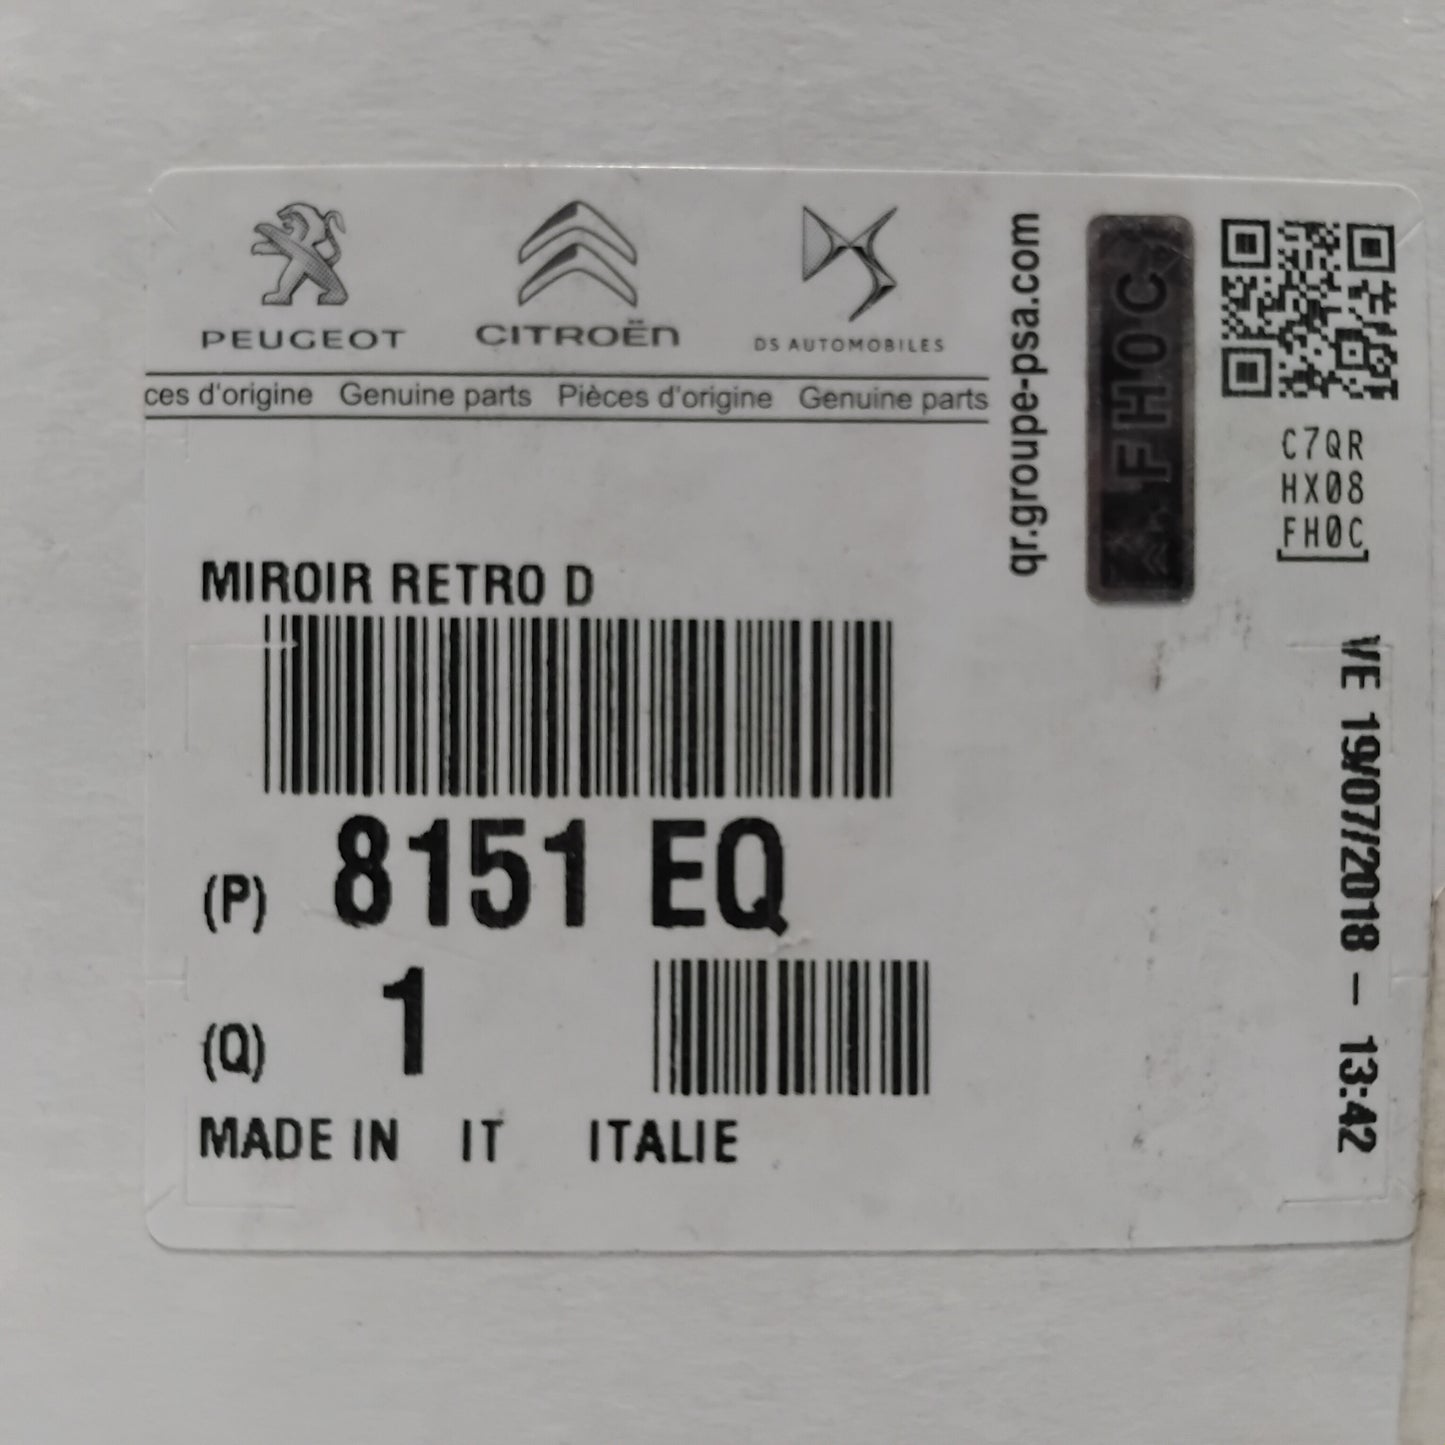 PEUGEOT
CITROËN
DS AUTOMOBILES
ces d'origine Genuine parts Pièces d'origine Genuine parts
qr.groupe-psa.com
FH0C
C7QR
HX08
FH0C
MIROIR RETRO D
(P) 8151 EQ
(Q) 1
MADE IN IT ITALIE
VE 19/07/2018 - 13:42